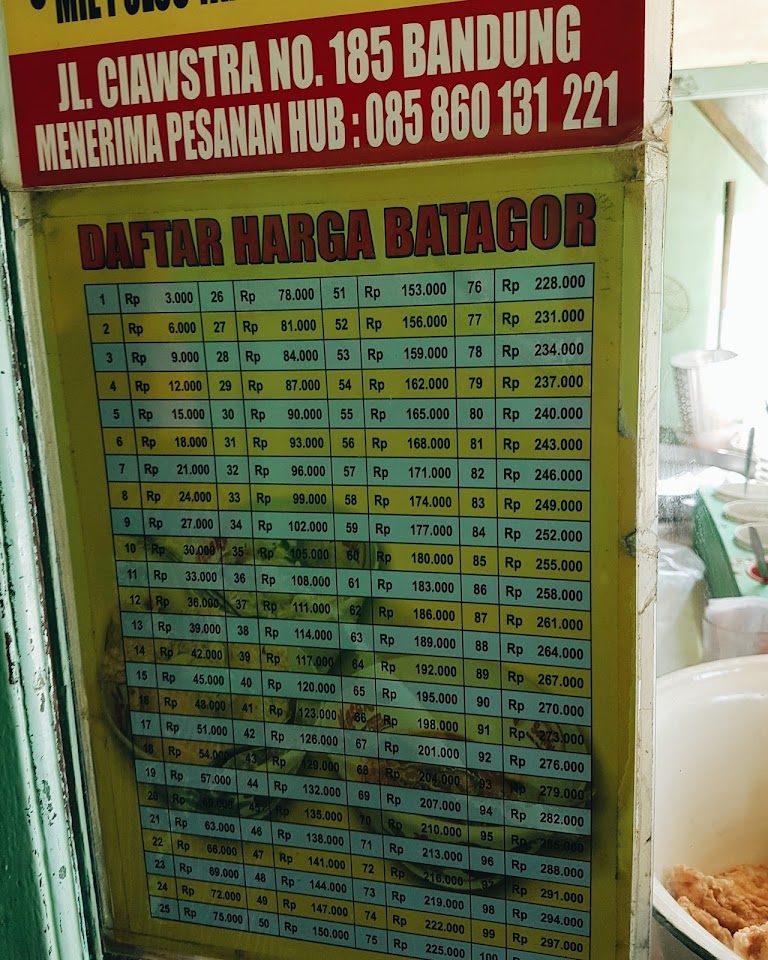 JL. CIAWSTRA NO. 185 BANDUNG
MENERIMA PESANAN HUB : 085 860 131 221
DAFTAR HARGA BATAGOR
1 Rp 3.000 26 Rp 78.000 51 Rp 153.000 76 Rp 228.000
2 Rp 6.000 27 Rp 81.000 52 Rp 156.000 77 Rp 231.000
3 Rp 9.000 28 Rp 84.000 53 Rp 159.000 78 Rp 234.000
4 Rp 12.000 29 Rp 87.000 54 Rp 162.000 79 Rp 237.000
5 Rp 15.000 30 Rp 90.000 55 Rp 165.000 80 Rp 240.000
6 Rp 18.000 31 Rp 93.000 56 Rp 168.000 81 Rp 243.000
7 Rp 21.000 32 Rp 96.000 57 Rp 171.000 82 Rp 246.000
8 Rp 24.000 33 Rp 99.000 58 Rp 174.000 83 Rp 249.000
9 Rp 27.000 34 Rp 102.000 59 Rp 177.000 84 Rp 252.000
10 Rp 30.000 35 Rp 105.000 60 Rp 180.000 85 Rp 255.000
11 Rp 33.000 36 Rp 108.000 61 Rp 183.000 86 Rp 258.000
12 Rp 36.000 37 Rp 111.000 62 Rp 186.000 87 Rp 261.000
13 Rp 39.000 38 Rp 114.000 63 Rp 189.000 88 Rp 264.000
14 Rp 42.000 39 Rp 117.000 64 Rp 192.000 89 Rp 267.000
15 Rp 45.000 40 Rp 120.000 65 Rp 195.000 90 Rp 270.000
16 Rp 48.000 41 Rp 123.000 66 Rp 198.000 91 Rp 273.000
17 Rp 51.000 42 Rp 126.000 67 Rp 201.000 92 Rp 276.000
18 Rp 54.000 43 Rp 129.000 68 Rp 204.000 93 Rp 279.000
19 Rp 57.000 44 Rp 132.000 69 Rp 207.000 94 Rp 282.000
20 Rp 60.000 45 Rp 135.000 70 Rp 210.000 95 Rp 285.000
21 Rp 63.000 46 Rp 138.000 71 Rp 213.000 96 Rp 288.000
22 Rp 66.000 47 Rp 141.000 72 Rp 216.000 97 Rp 291.000
23 Rp 69.000 48 Rp 144.000 73 Rp 219.000 98 Rp 294.000
24 Rp 72.000 49 Rp 147.000 74 Rp 222.000 99 Rp 297.000
25 Rp 75.000 50 Rp 150.000 75 Rp 225.000 100